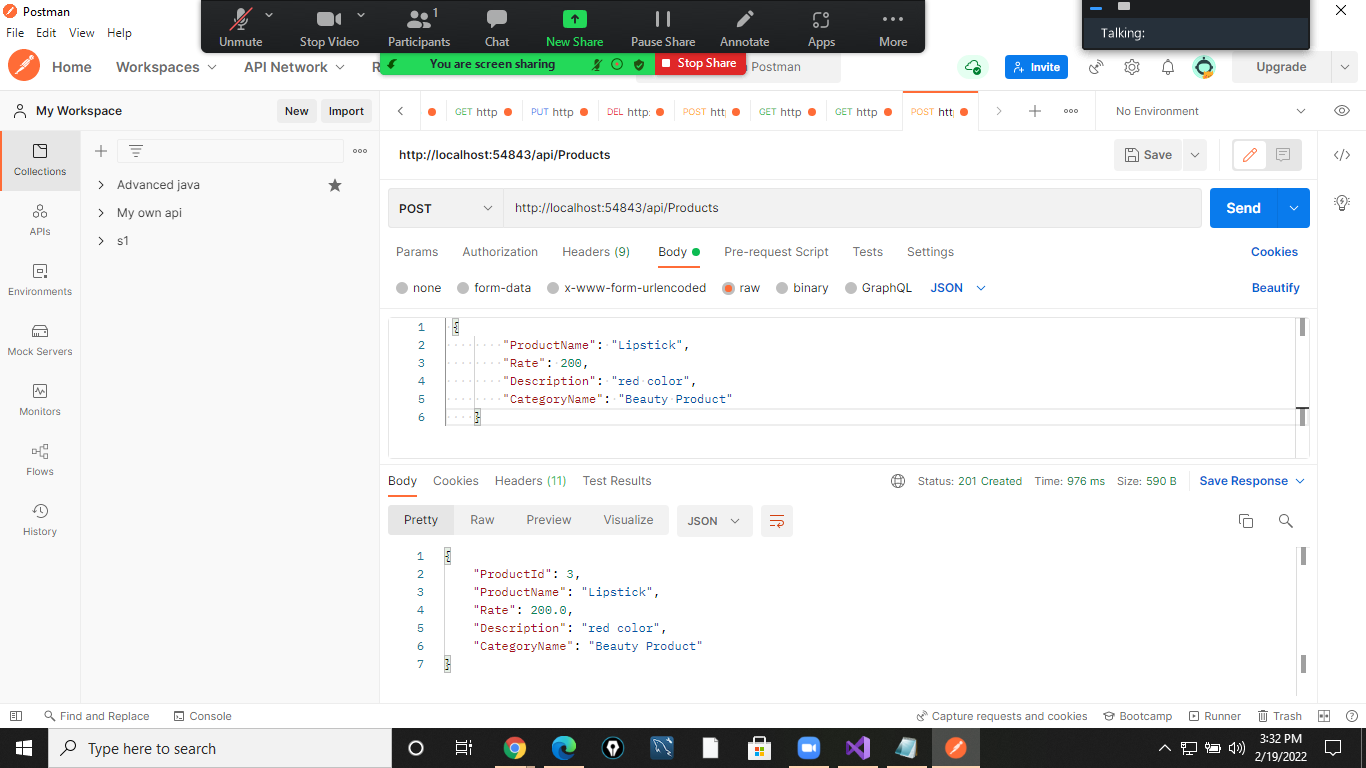 Postman
File Edit View Help
Unmute
Stop Video
1
Participants
Chat
New Share
Pause Share
Annotate
Apps
More
Talking:
You are screen sharing
Stop Share
Home
Workspaces
API Network
R
Postman
Invite
Upgrade
My Workspace
New
Import
GET http
PUT http
DEL http:
POST htt
GET http
GET http
POST htt
No Environment
Collections
APIs
Environments
Mock Servers
Monitors
Flows
History
Advanced java
My own api
s1
http://localhost:54843/api/Products
Save
POST
http://localhost:54843/api/Products
Send
Params Authorization Headers (9) Body Pre-request Script Tests Settings Cookies
none form-data x-www-form-urlencoded raw binary GraphQL JSON Beautify
1 {
2 "ProductName": "Lipstick",
3 "Rate": 200,
4 "Description": "red color",
5 "CategoryName": "Beauty Product"
6 }
Body Cookies Headers (11) Test Results Status: 201 Created Time: 976 ms Size: 590 B Save Response
Pretty Raw Preview Visualize JSON
1 {
2 "ProductId": 3,
3 "ProductName": "Lipstick",
4 "Rate": 200.0,
5 "Description": "red color",
6 "CategoryName": "Beauty Product"
7 }
Find and Replace Console Capture requests and cookies Bootcamp Runner Trash
Type here to search
3:32 PM
2/19/2022